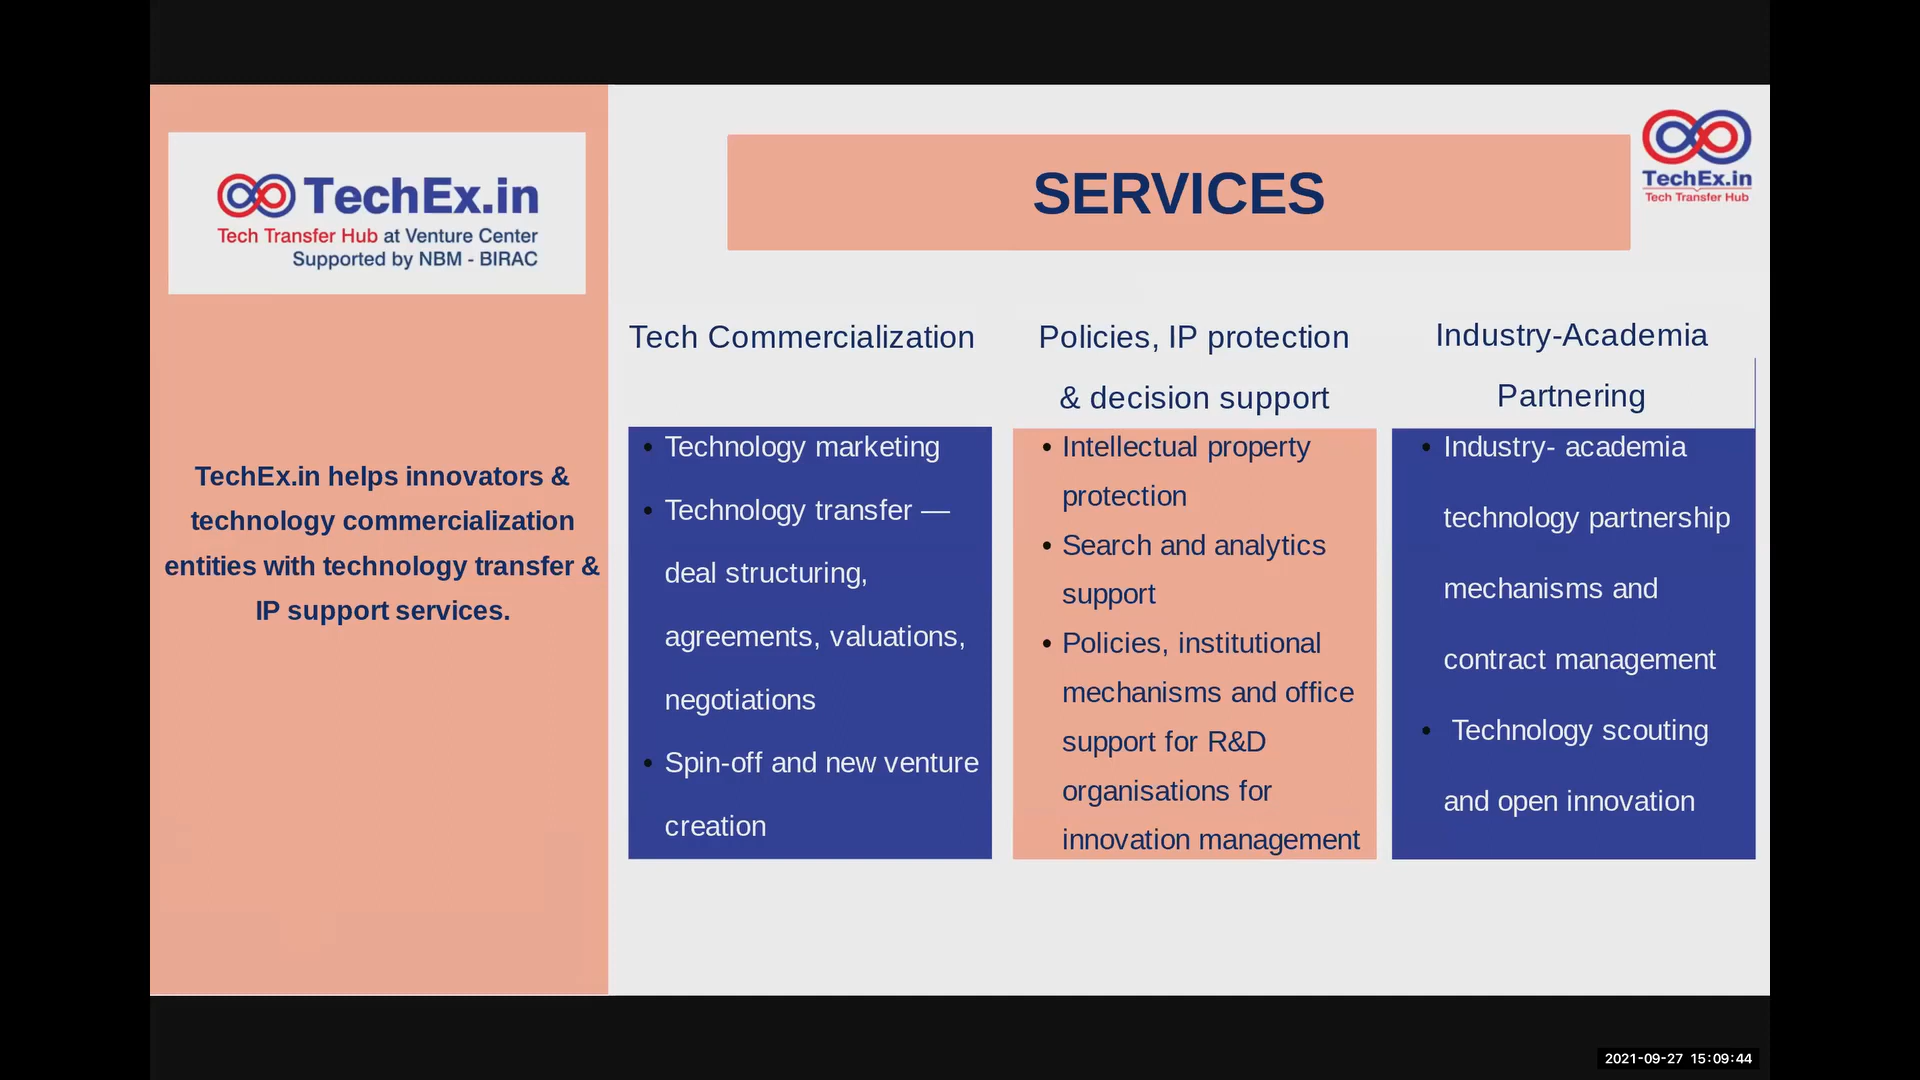 TechEx.in
Tech Transfer Hub at Venture Center
Supported by NBM - BIRAC
TechEx.in helps innovators &
technology commercialization
entities with technology transfer &
IP support services.
SERVICES
TechEx.in
Tech Transfer Hub
Tech Commercialization
• Technology marketing
• Technology transfer —
deal structuring,
agreements, valuations,
negotiations
• Spin-off and new venture
creation
Policies, IP protection
& decision support
• Intellectual property
protection
• Search and analytics
support
• Policies, institutional
mechanisms and office
support for R&D
organisations for
innovation management
Industry-Academia
Partnering
• Industry- academia
technology partnership
mechanisms and
contract management
• Technology scouting
and open innovation
2021-09-27 15:09:44